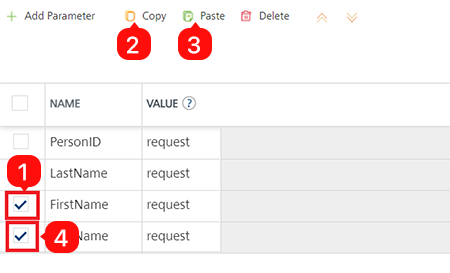 Add Parameter Copy Paste Delete
2 3
NAME VALUE ?
PersonID request
1 LastName request
FirstName request
4 Name request